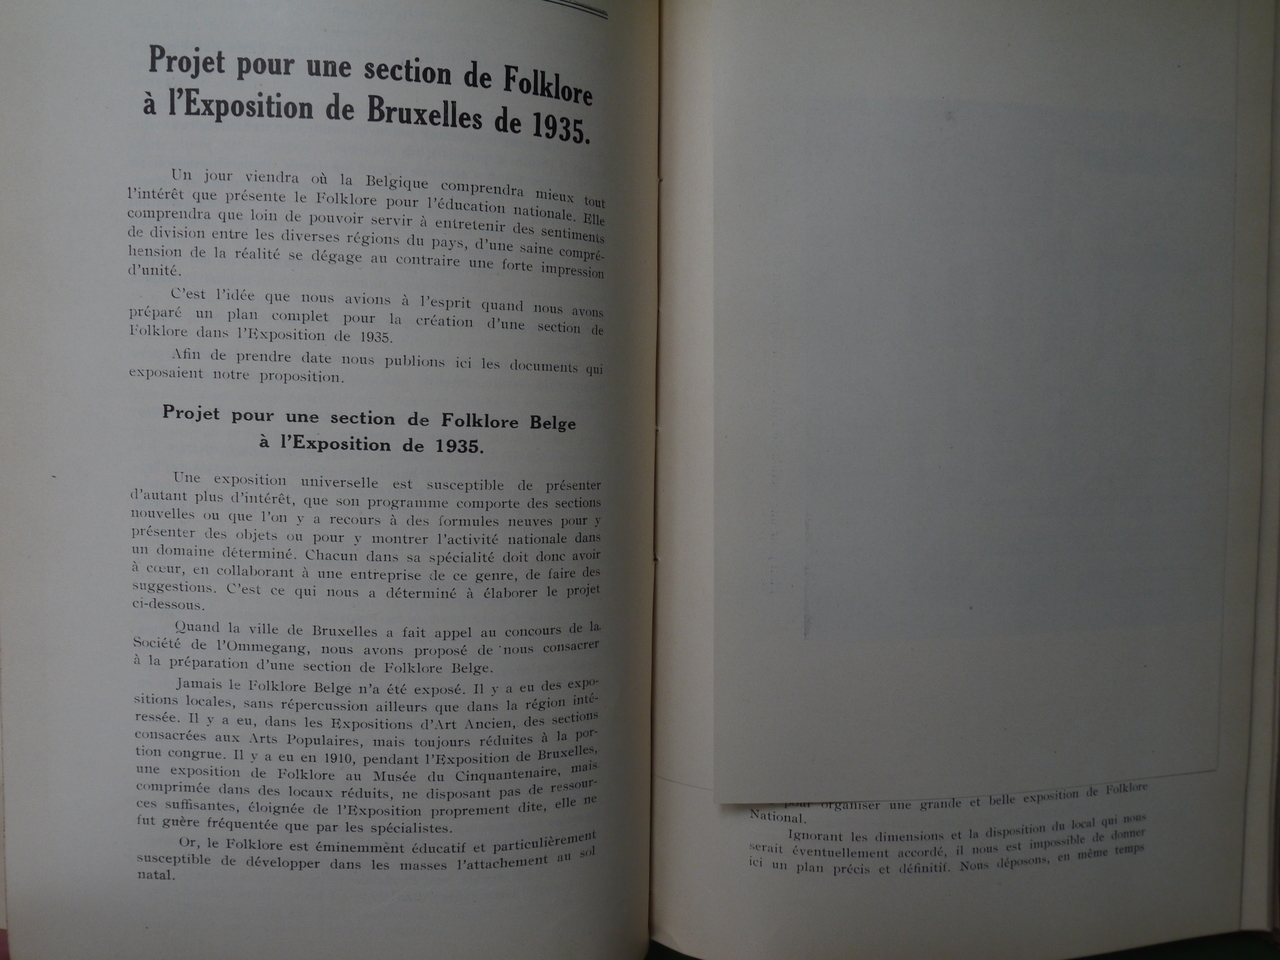 Projet pour une section de Folklore
à l'Exposition de Bruxelles de 1935.
Un jour viendra où la Belgique comprendra mieux tout
l'intérêt que présente le Folklore pour l'éducation nationale. Elle
comprendra que loin de pouvoir servir à entretenir des sentiments
de division entre les diverses régions du pays, d'une saine compré-
hension de la réalité se dégage au contraire une forte impression
d'unité.
C'est l'idée que nous avions à l'esprit quand nous avons
préparé un plan complet pour la création d'une section de
Folklore dans l'Exposition de 1935.
Afin de prendre date nous publions ici les documents qui
exposaient notre proposition.
Projet pour une section de Folklore Belge
à l'Exposition de 1935.
Une exposition universelle est susceptible de présenter
d'autant plus d'intérêt, que son programme comporte des sections
nouvelles ou que l'on y a recours à des formules neuves pour y
présenter des objets ou pour y montrer l'activité nationale dans
un domaine déterminé. Chacun dans sa spécialité doit donc avoir
à cœur, en collaborant à une entreprise de ce genre, de faire des
suggestions. C'est ce qui nous a déterminé à élaborer le projet
ci-dessous.
Quand la ville de Bruxelles a fait appel au concours de la
Société de l'Ommegang, nous avons proposé de nous consacrer
à la préparation d'une section de Folklore Belge.
Jamais le Folklore Belge n'a été exposé. Il y a eu des expo-
sitions locales, sans répercussion ailleurs que dans la région inté-
ressée. Il y a eu, dans les Expositions d'Art Ancien, des sections
consacrées aux Arts Populaires, mais toujours réduites à la por-
tion congrue. Il y a eu en 1910, pendant l'Exposition de Bruxelles,
une exposition de Folklore au Musée du Cinquantenaire, mais
comprimée dans des locaux réduits, ne disposant pas de ressour-
ces suffisantes, éloignée de l'Exposition proprement dite, elle ne
fut guère fréquentée que par les spécialistes.
Or, le Folklore est éminemmént éducatif et particulièrement
susceptible de développer dans les masses l'attachement au sol
natal.
pour organiser une grande et belle exposition de Folklore
National.
Ignorant les dimensions et la disposition du local qui nous
serait éventuellement accordé, il nous est impossible de donner
ici un plan précis et définitif. Nous déposons, en même temps